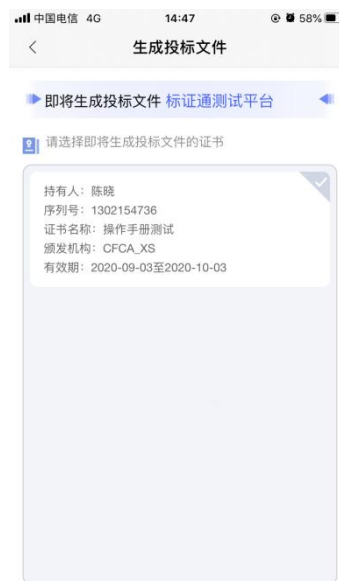 中国电信 4G 14:47 58%
生成投标文件
即将生成投标文件 标证通测试平台
请选择即将生成投标文件的证书
持有人：陈晓
序列号：1302154736
证书名称：操作手册测试
颁发机构：CFCA_XS
有效期：2020-09-03至2020-10-03